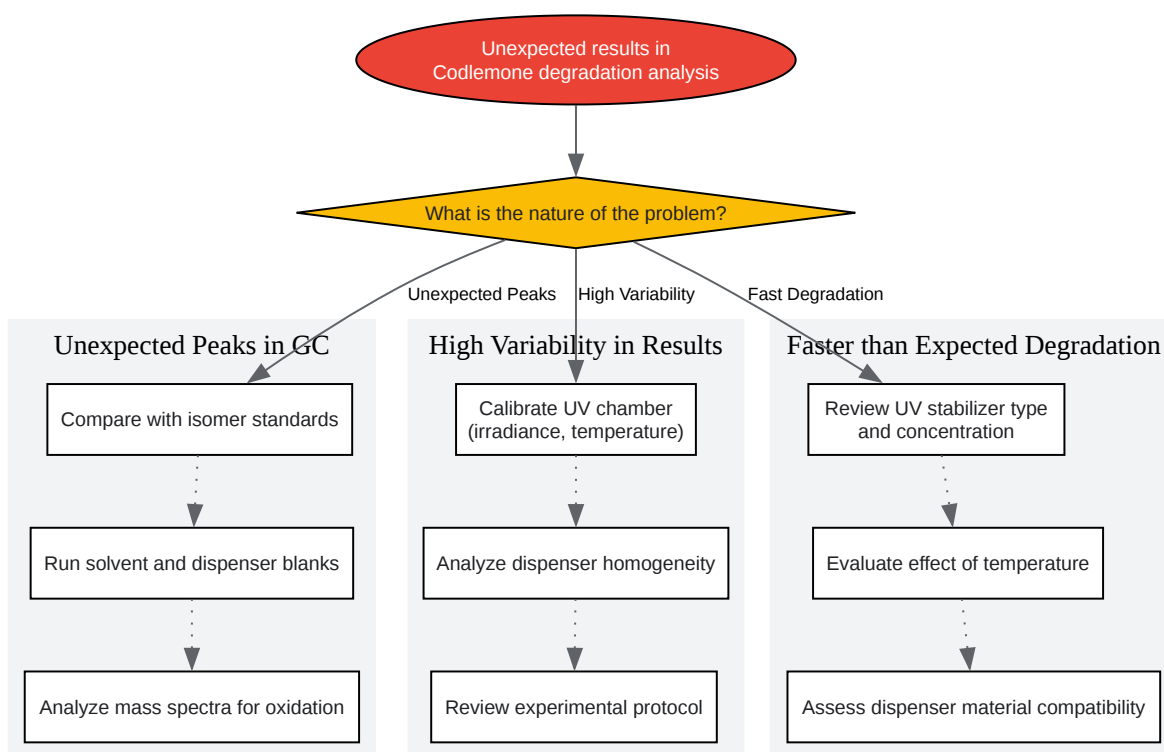 Unexpected results in
Codlemone degradation analysis
What is the nature of the problem?
Unexpected Peaks
High Variability
Fast Degradation
Unexpected Peaks in GC
High Variability in Results
Faster than Expected Degradation
Compare with isomer standards
Calibrate UV chamber
(irradiance, temperature)
Review UV stabilizer type
and concentration
Run solvent and dispenser blanks
Analyze dispenser homogeneity
Evaluate effect of temperature
Analyze mass spectra for oxidation
Review experimental protocol
Assess dispenser material compatibility